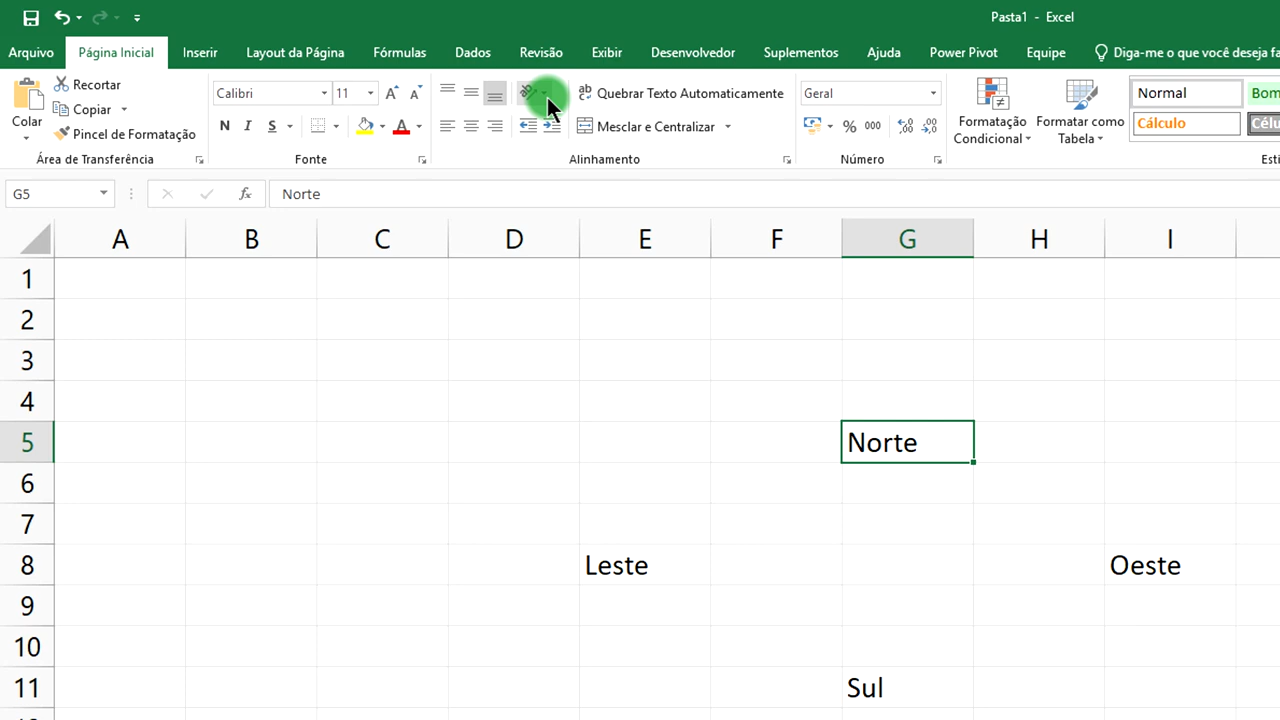 Pasta1 - Excel
Arquivo Página Inicial Inserir Layout da Página Fórmulas Dados Revisão Exibir Desenvolvedor Suplementos Ajuda Power Pivot Equipe Diga-me o que você deseja fa
Colar
Recortar
Copiar
Pincel de Formatação
Área de Transferência
Calibri 11
N I S
Fonte
Quebrar Texto Automaticamente
Mesclar e Centralizar
Alinhamento
Geral
% 000
Número
Formatação Condicional
Formatar como Tabela
Normal Bom
Cálculo Célu
Esti
G5 fx Norte
A B C D E F G H I
1
2
3
4
5 Norte
6
7
8 Leste Oeste
9
10
11 Sul